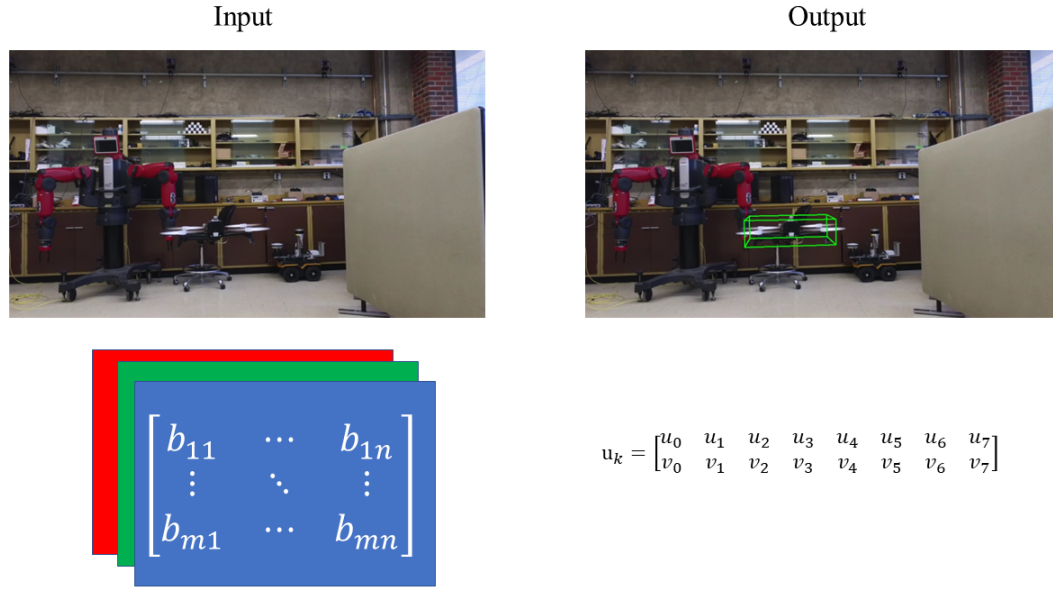 Input
Output
b₁₁ ⋯ b₁ₙ
⋮ ⋱ ⋮
bₘ₁ ⋯ bₘₙ
uₖ = [u₀ u₁ u₂ u₃ u₄ u₅ u₆ u₇
v₀ v₁ v₂ v₃ v₄ v₅ v₆ v₇]